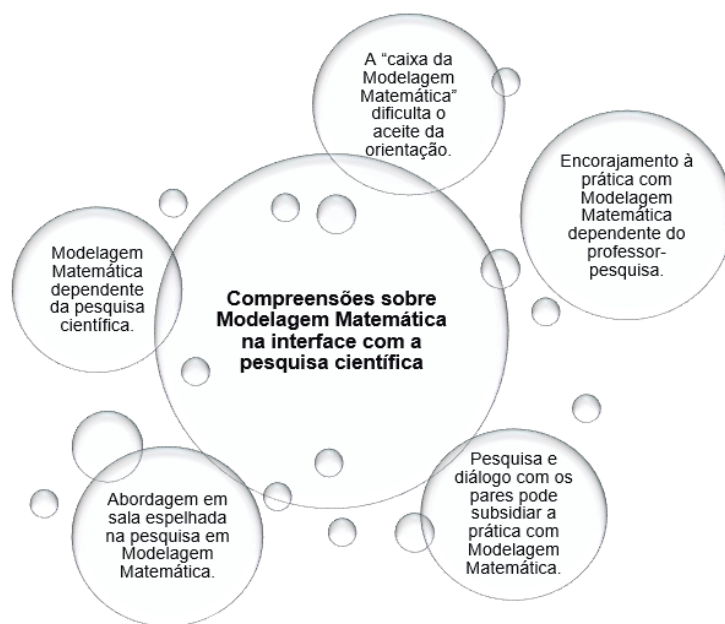 A “caixa da
Modelagem
Matemática”
dificulta o
aceite da
orientação.
Encorajamento à
prática com
Modelagem
Matemática
dependente do
professor-
pesquisa.
Modelagem
Matemática
dependente
da pesquisa
científica.
Compreensões sobre
Modelagem Matemática
na interface com a
pesquisa científica
Pesquisa e
diálogo com os
pares pode
subsidiar a
prática com
Modelagem
Matemática.
Abordagem em
sala espelhada
na pesquisa em
Modelagem
Matemática.